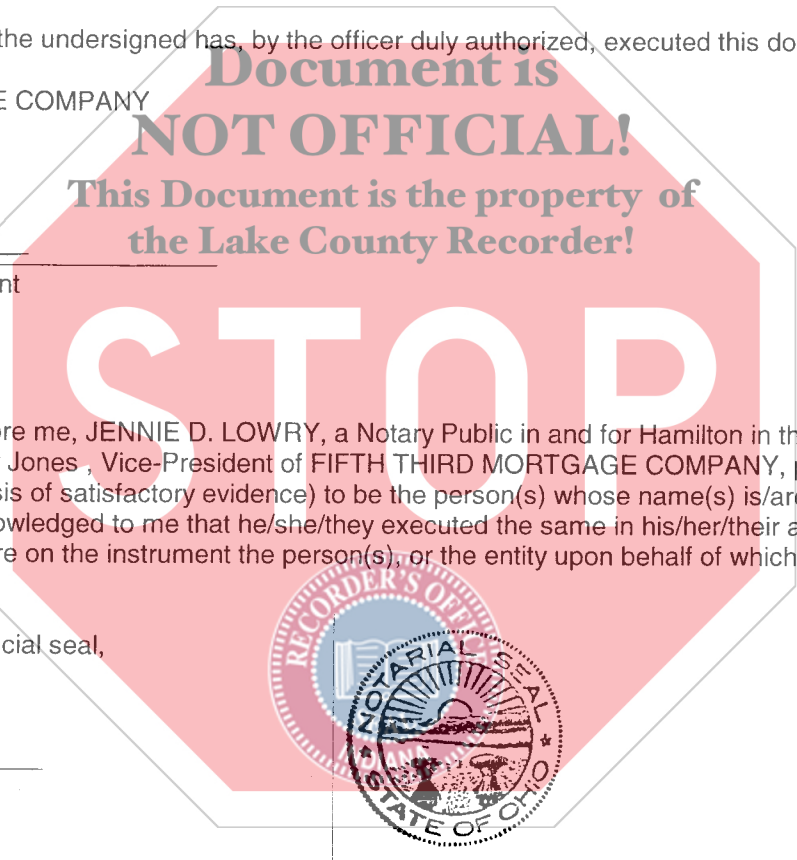 the undersigned has, by the officer duly authorized, executed this do
Document is
E COMPANY
NOT OFFICIAL!
This Document is the property of
the Lake County Recorder!
nt
STOP
re me, JENNIE D. LOWRY, a Notary Public in and for Hamilton in th
Jones , Vice-President of FIFTH THIRD MORTGAGE COMPANY, p
sis of satisfactory evidence) to be the person(s) whose name(s) is/are
owledged to me that he/she/they executed the same in his/her/their a
re on the instrument the person(s), or the entity upon behalf of which
RECORDER'S OFFICE
cial seal,
NOTARIAL SEAL
INDIANA
STATE OF OHIO